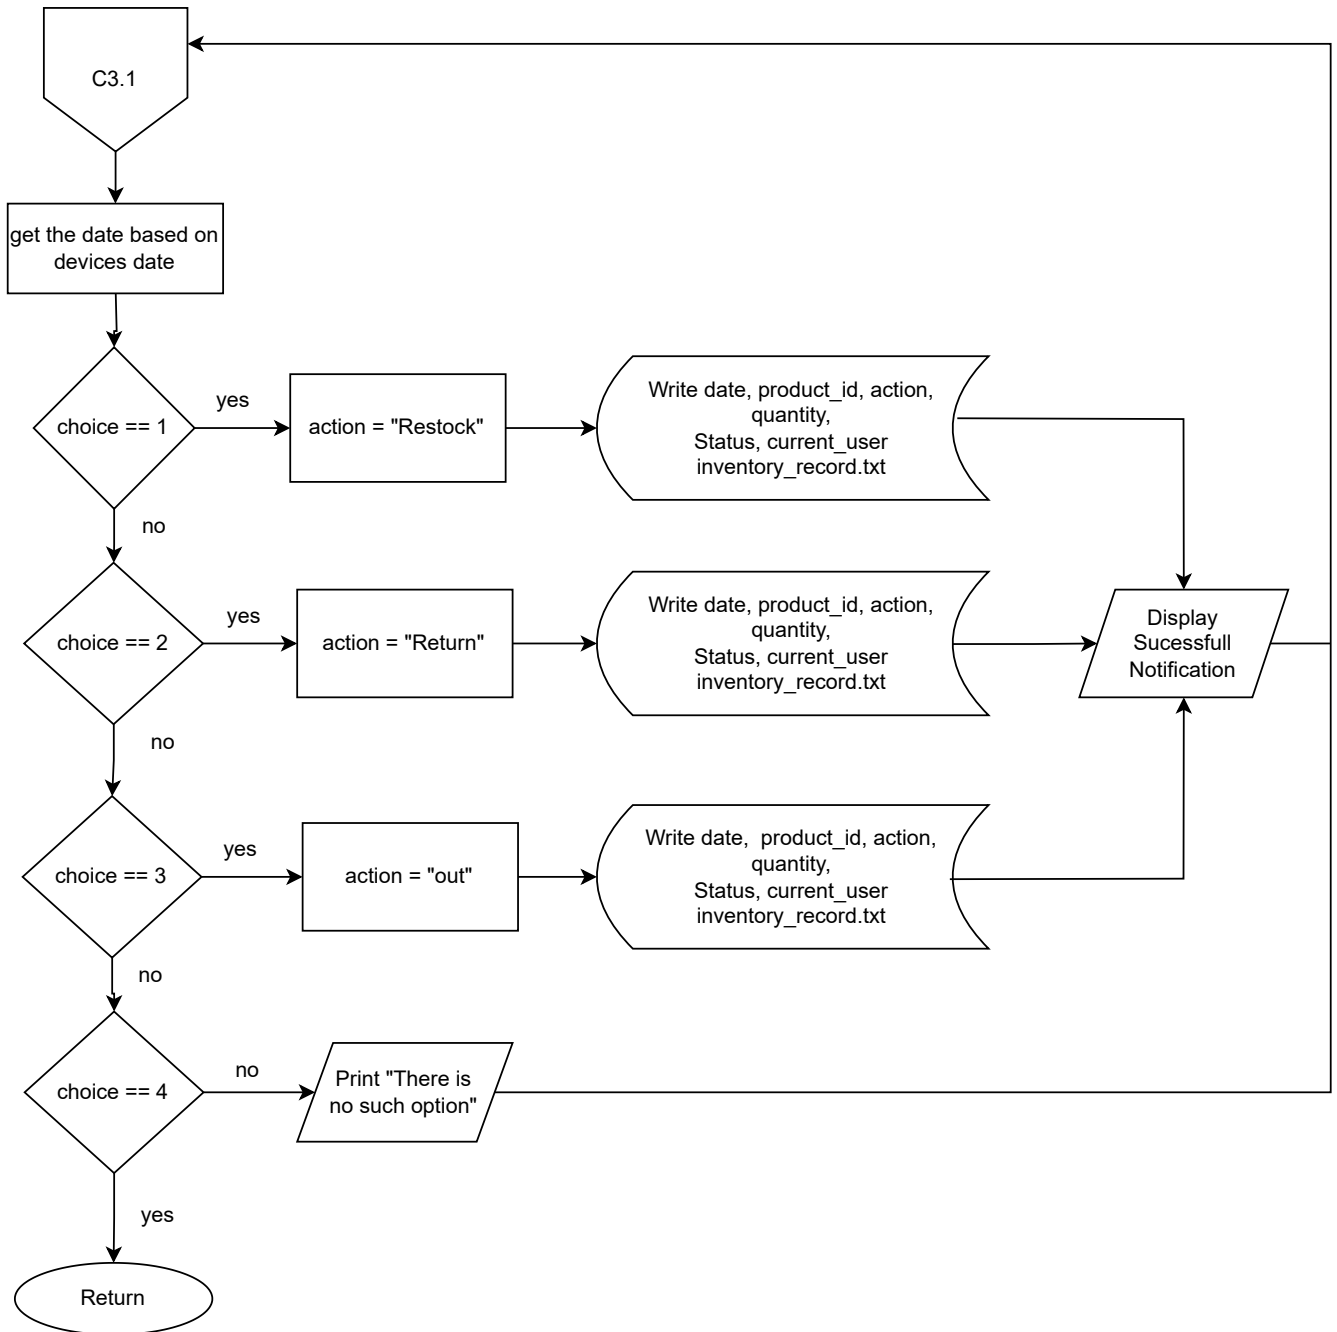 C3.1
get the date based on
devices date
choice == 1
yes
action = "Restock"
Write date, product_id, action,
quantity,
Status, current_user
inventory_record.txt
no
choice == 2
yes
action = "Return"
Write date, product_id, action,
quantity,
Status, current_user
inventory_record.txt
Display
Sucessfull
Notification
no
choice == 3
yes
action = "out"
Write date,  product_id, action,
quantity,
Status, current_user
inventory_record.txt
no
choice == 4
no
Print "There is
no such option"
yes
Return